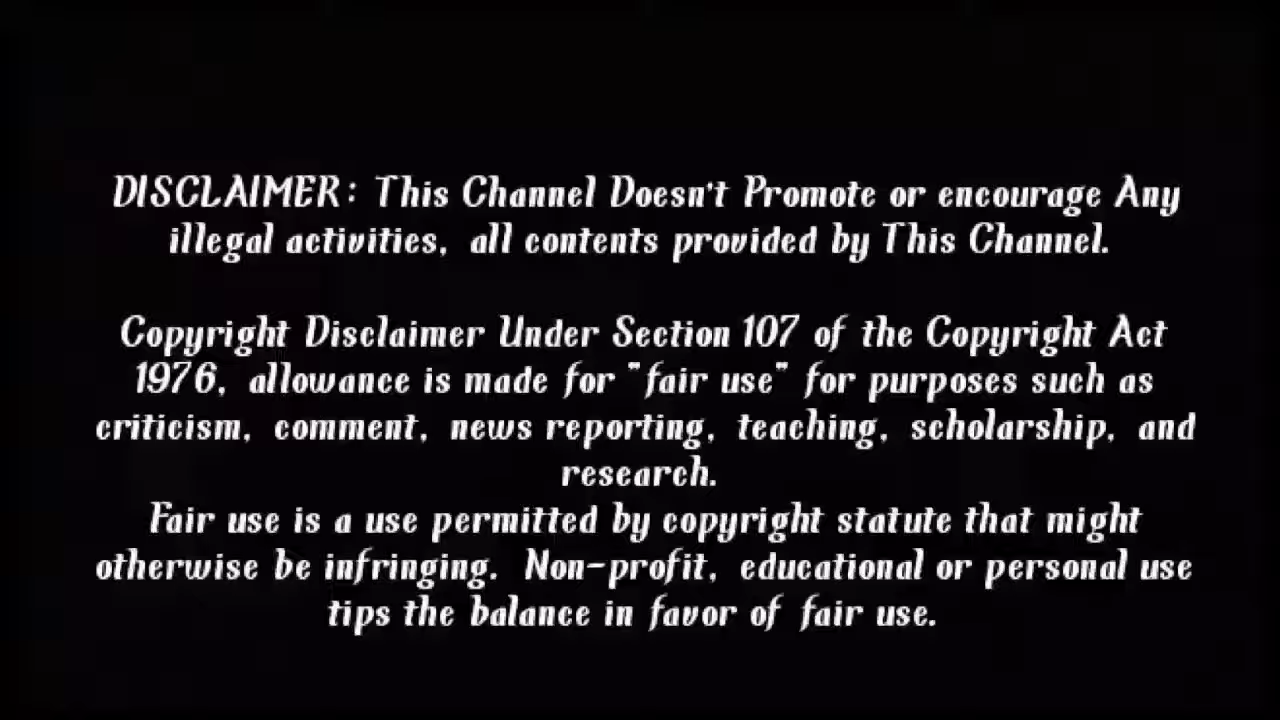 DISCLAIMER: This Channel Doesn't Promote or encourage Any
illegal activities, all contents provided by This Channel.
Copyright Disclaimer Under Section 107 of the Copyright Act
1976, allowance is made for "fair use" for purposes such as
criticism, comment, news reporting, teaching, scholarship, and
research.
Fair use is a use permitted by copyright statute that might
otherwise be infringing. Non-profit, educational or personal use
tips the balance in favor of fair use.